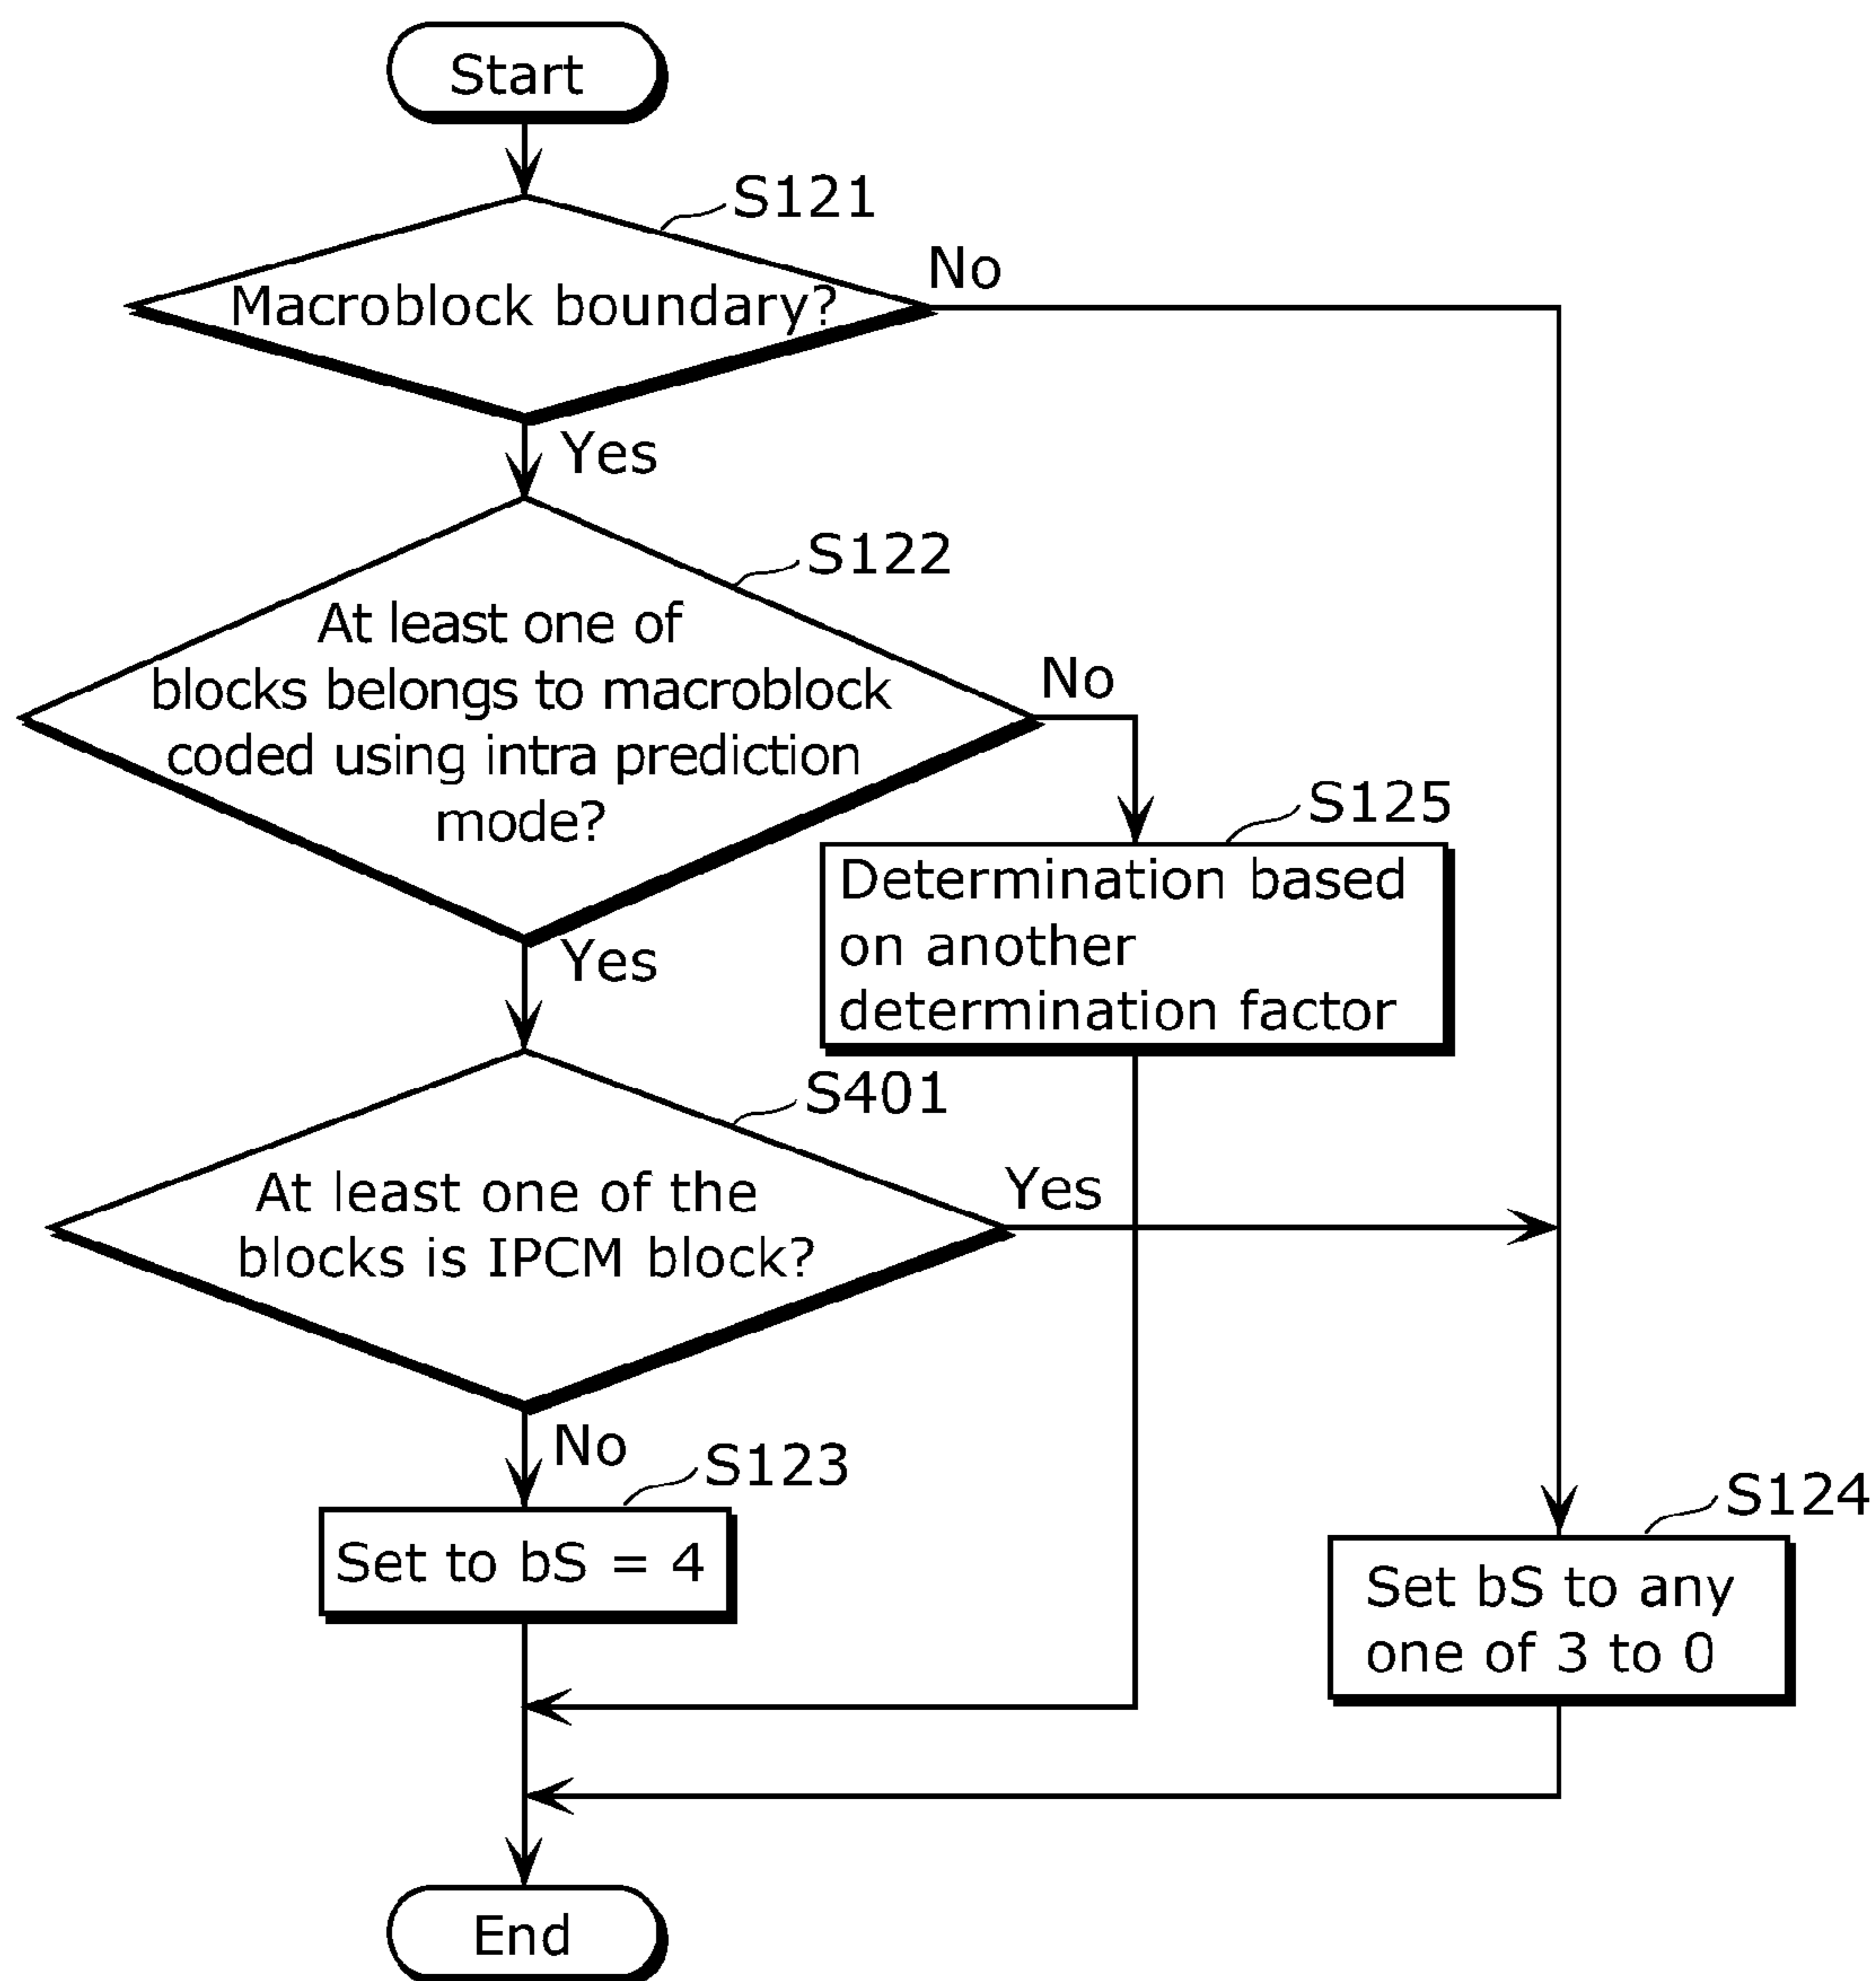 Start
S121
Macroblock boundary?
No
Yes
S122
At least one of
blocks belongs to macroblock
coded using intra prediction
mode?
No
S125
Determination based
on another
determination factor
Yes
S401
At least one of the
blocks is IPCM block?
Yes
No
S123
Set to bS = 4
S124
Set bS to any
one of 3 to 0
End